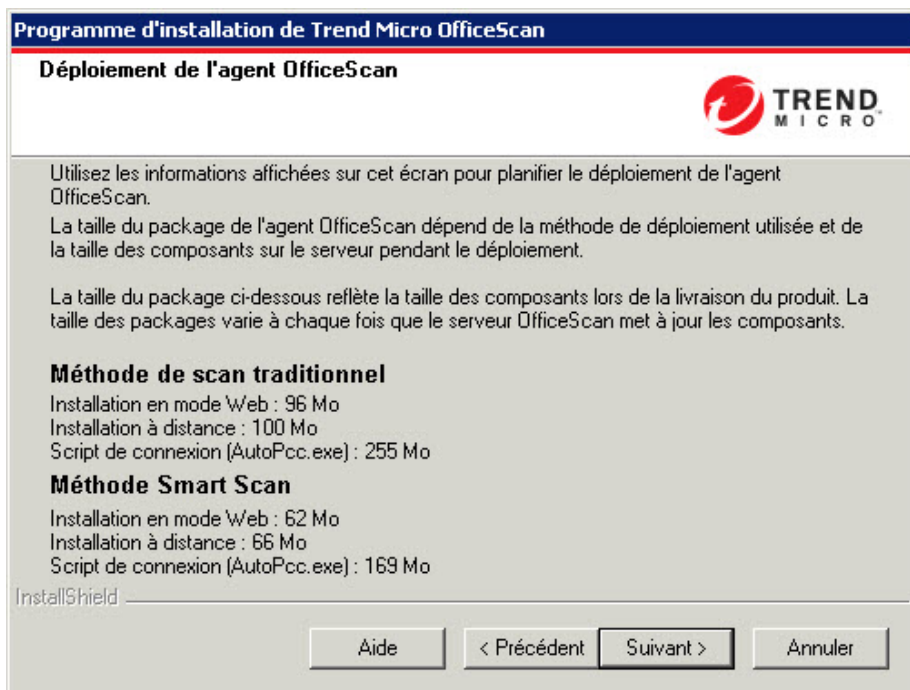 Programme d'installation de Trend Micro OfficeScan
Déploiement de l'agent OfficeScan
TREND
MICRO
Utilisez les informations affichées sur cet écran pour planifier le déploiement de l'agent
OfficeScan.
La taille du package de l'agent OfficeScan dépend de la méthode de déploiement utilisée et de
la taille des composants sur le serveur pendant le déploiement.
La taille du package ci-dessous reflète la taille des composants lors de la livraison du produit. La
taille des packages varie à chaque fois que le serveur OfficeScan met à jour les composants.
Méthode de scan traditionnel
Installation en mode Web : 96 Mo
Installation à distance : 100 Mo
Script de connexion (AutoPcc.exe) : 255 Mo
Méthode Smart Scan
Installation en mode Web : 62 Mo
Installation à distance : 66 Mo
Script de connexion (AutoPcc.exe) : 169 Mo
InstallShield
Aide
< Précédent
Suivant >
Annuler